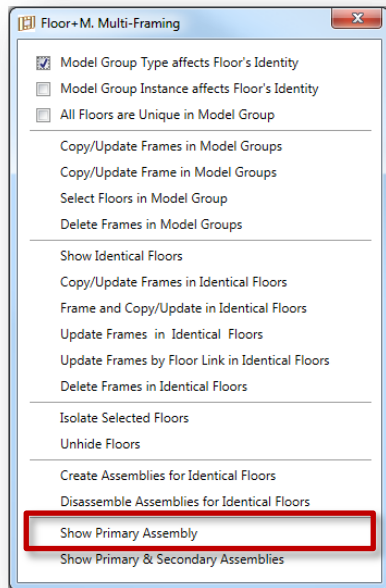 Floor+M. Multi-Framing
Model Group Type affects Floor's Identity
Model Group Instance affects Floor's Identity
All Floors are Unique in Model Group
Copy/Update Frames in Model Groups
Copy/Update Frame in Model Groups
Select Floors in Model Group
Delete Frames in Model Groups
Show Identical Floors
Copy/Update Frames in Identical Floors
Frame and Copy/Update in Identical Floors
Update Frames in Identical Floors
Update Frames by Floor Link in Identical Floors
Delete Frames in Identical Floors
Isolate Selected Floors
Unhide Floors
Create Assemblies for Identical Floors
Disassemble Assemblies for Identical Floors
Show Primary Assembly
Show Primary & Secondary Assemblies